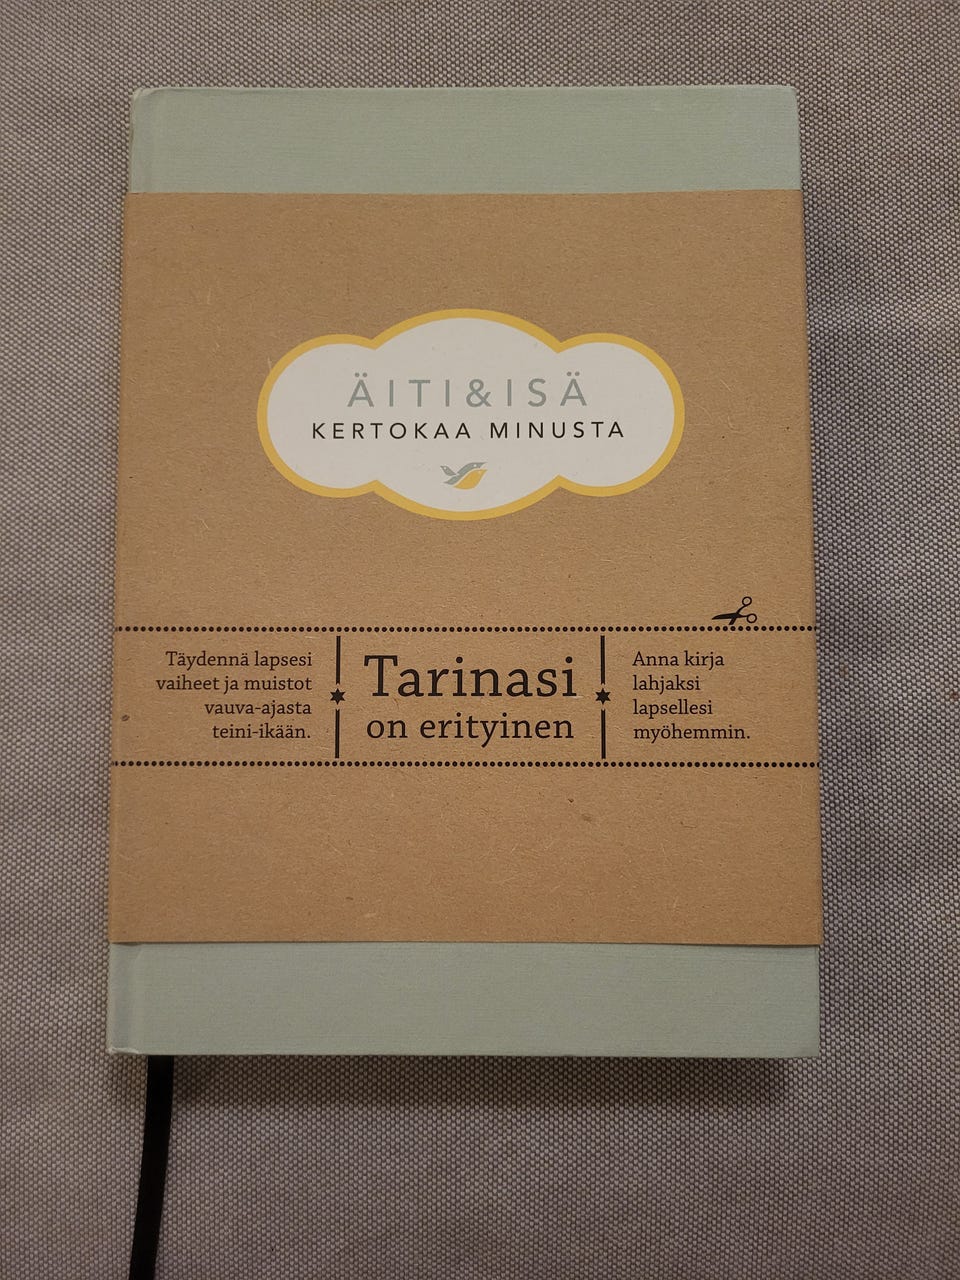 ÄITI&ISÄ
KERTOKAA MINUSTA
Täydennä lapsesi
vaiheet ja muistot
vauva-ajasta
teini-ikään.
Tarinasi
on erityinen
Anna kirja
lahjaksi
lapsellesi
myöhemmin.